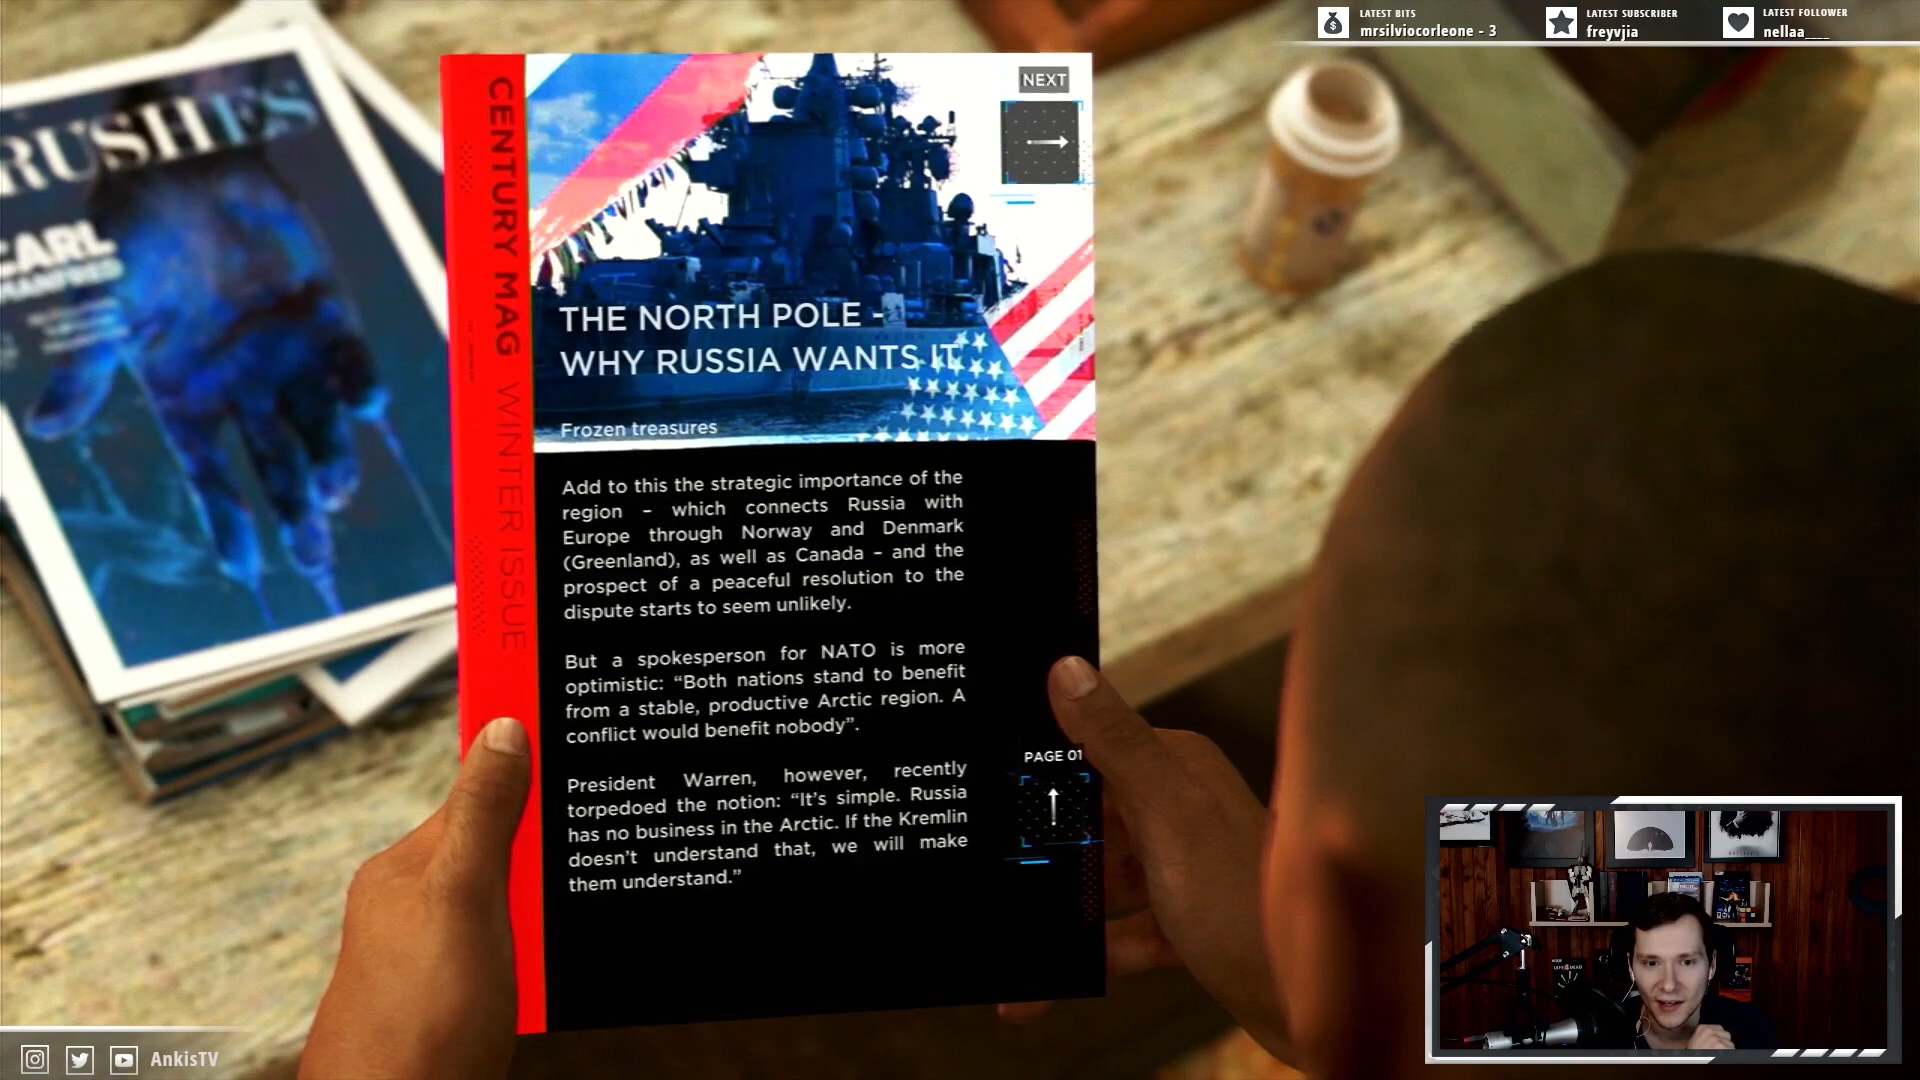 LATEST BITS
mrsilviocorleone - 3
LATEST SUBSCRIBER
freyvjia
LATEST FOLLOWER
nellaa____
RUSHES
CARL
MANFRED
CENTURY MAG WINTER ISSUE
NEXT
THE NORTH POLE -
WHY RUSSIA WANTS IT
Frozen treasures
Add to this the strategic importance of the
region – which connects Russia with
Europe through Norway and Denmark
(Greenland), as well as Canada – and the
prospect of a peaceful resolution to the
dispute starts to seem unlikely.
But a spokesperson for NATO is more
optimistic: “Both nations stand to benefit
from a stable, productive Arctic region. A
conflict would benefit nobody”.
President Warren, however, recently
torpedoed the notion: “It’s simple. Russia
has no business in the Arctic. If the Kremlin
doesn’t understand that, we will make
them understand.”
PAGE 01
LEFT 4 DEAD
AnkisTV